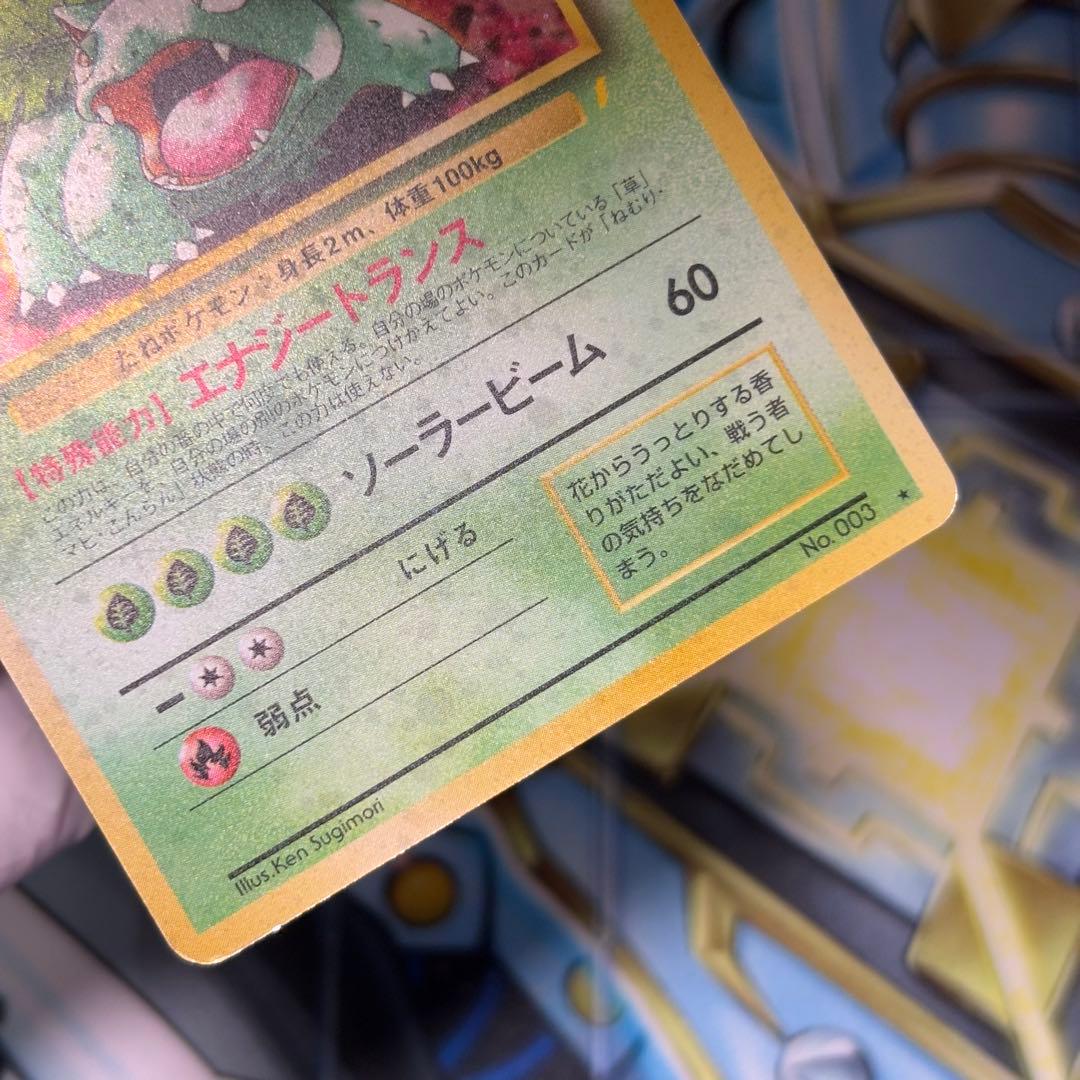 たねポケモン 身長2m、体重100kg
【特殊能力】エナジートランス
この力は、自分の番の中で何度でも使える。自分の場のポケモンについている「草」
エネルギーを、自分の場の別のポケモンにつけかえてよい。このカードが「ねむり・
マヒ・こんらん」状態の時、この力は使えない。
ソーラービーム 60
にげる
弱点
花からうっとりする香
りがただよい、戦う者
の気持ちをなだめてし
まう。
Illus. Ken Sugimori
No. 003 ★